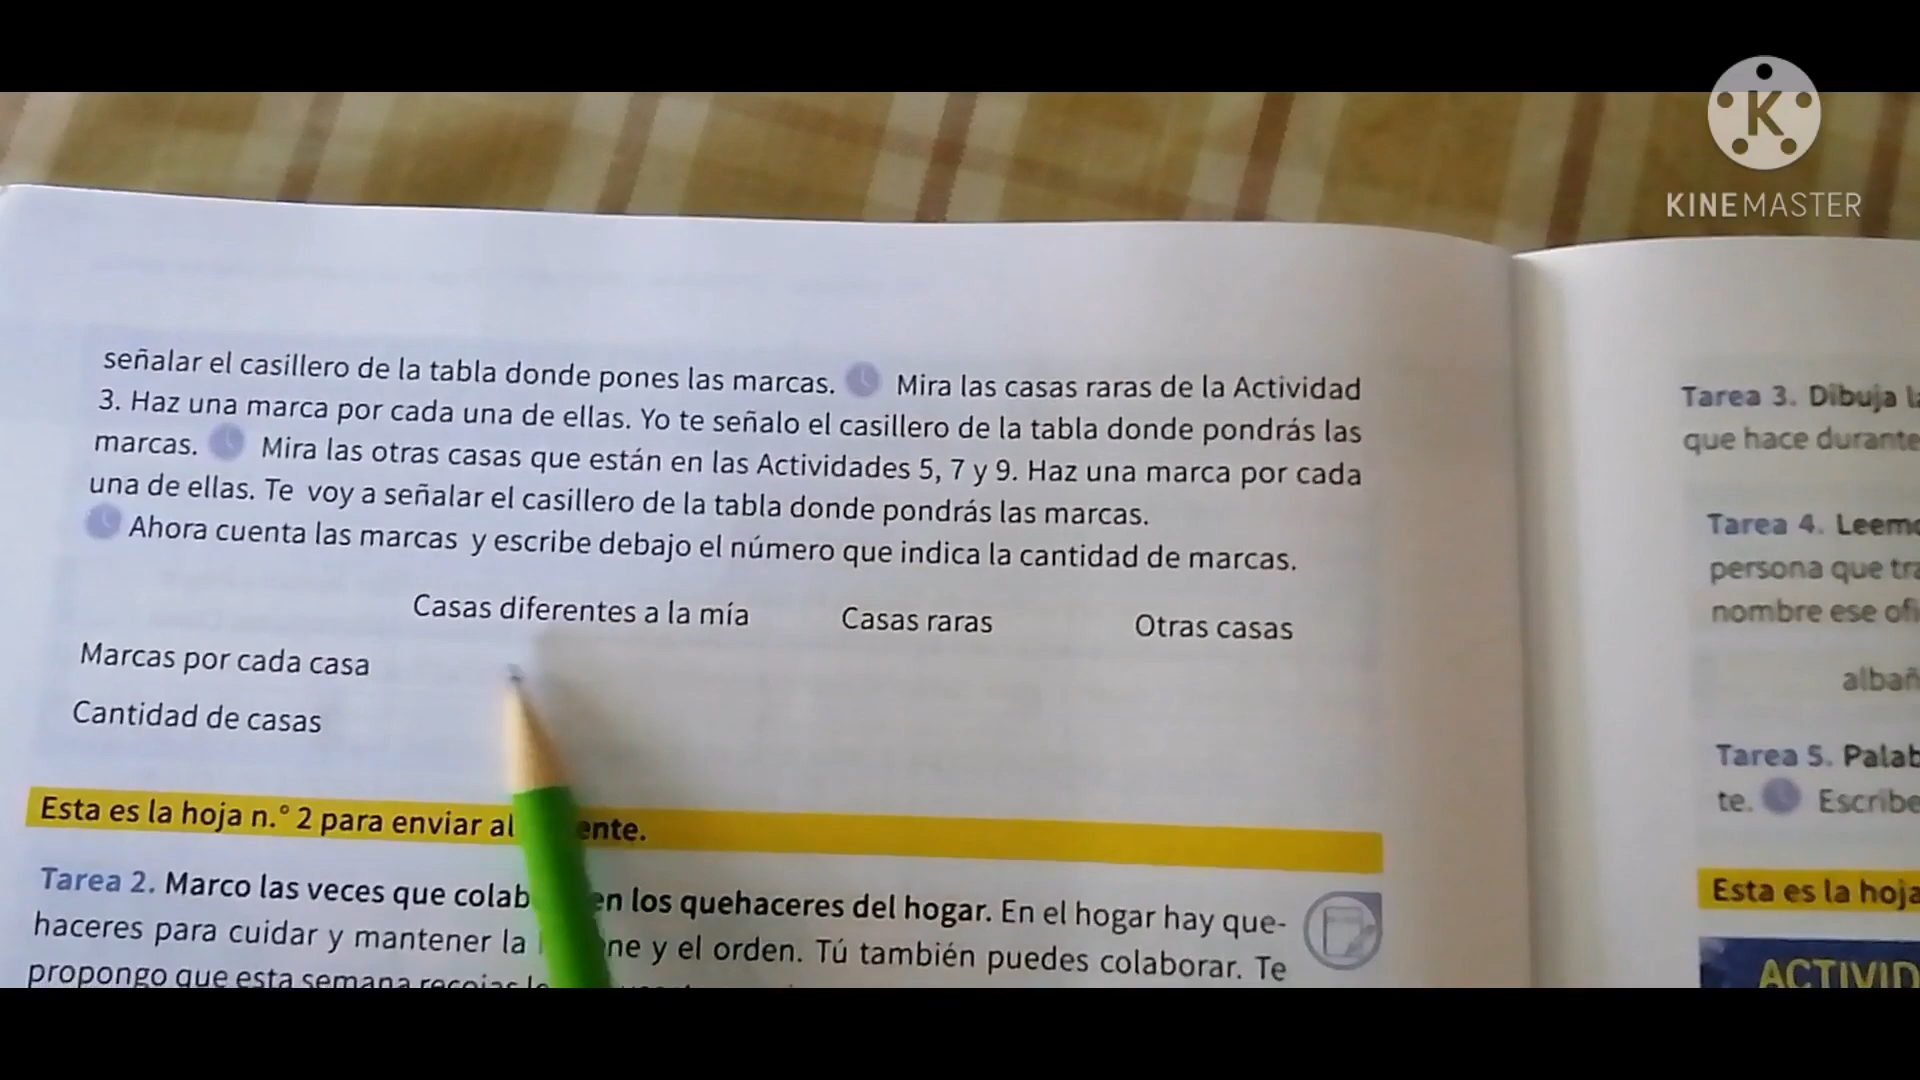 KINEMASTER
señalar el casillero de la tabla donde pones las marcas. Mira las casas raras de la Actividad
3. Haz una marca por cada una de ellas. Yo te señalo el casillero de la tabla donde pondrás las
marcas. Mira las otras casas que están en las Actividades 5, 7 y 9. Haz una marca por cada
una de ellas. Te voy a señalar el casillero de la tabla donde pondrás las marcas.
Ahora cuenta las marcas y escribe debajo el número que indica la cantidad de marcas.
Casas diferentes a la mía Casas raras Otras casas
Marcas por cada casa
Cantidad de casas
Esta es la hoja n.° 2 para enviar al
Tarea 2. Marco las veces que en los quehaceres del hogar. En el hogar hay que-
haceres para cuidar y mantener la y el orden. Tú también puedes colaborar. Te
propongo que esta semana
Tarea 3. Dibuja
que hace durante
Tarea 4.
persona que
nombre ese
Tarea 5.
te.
Esta es la hoja